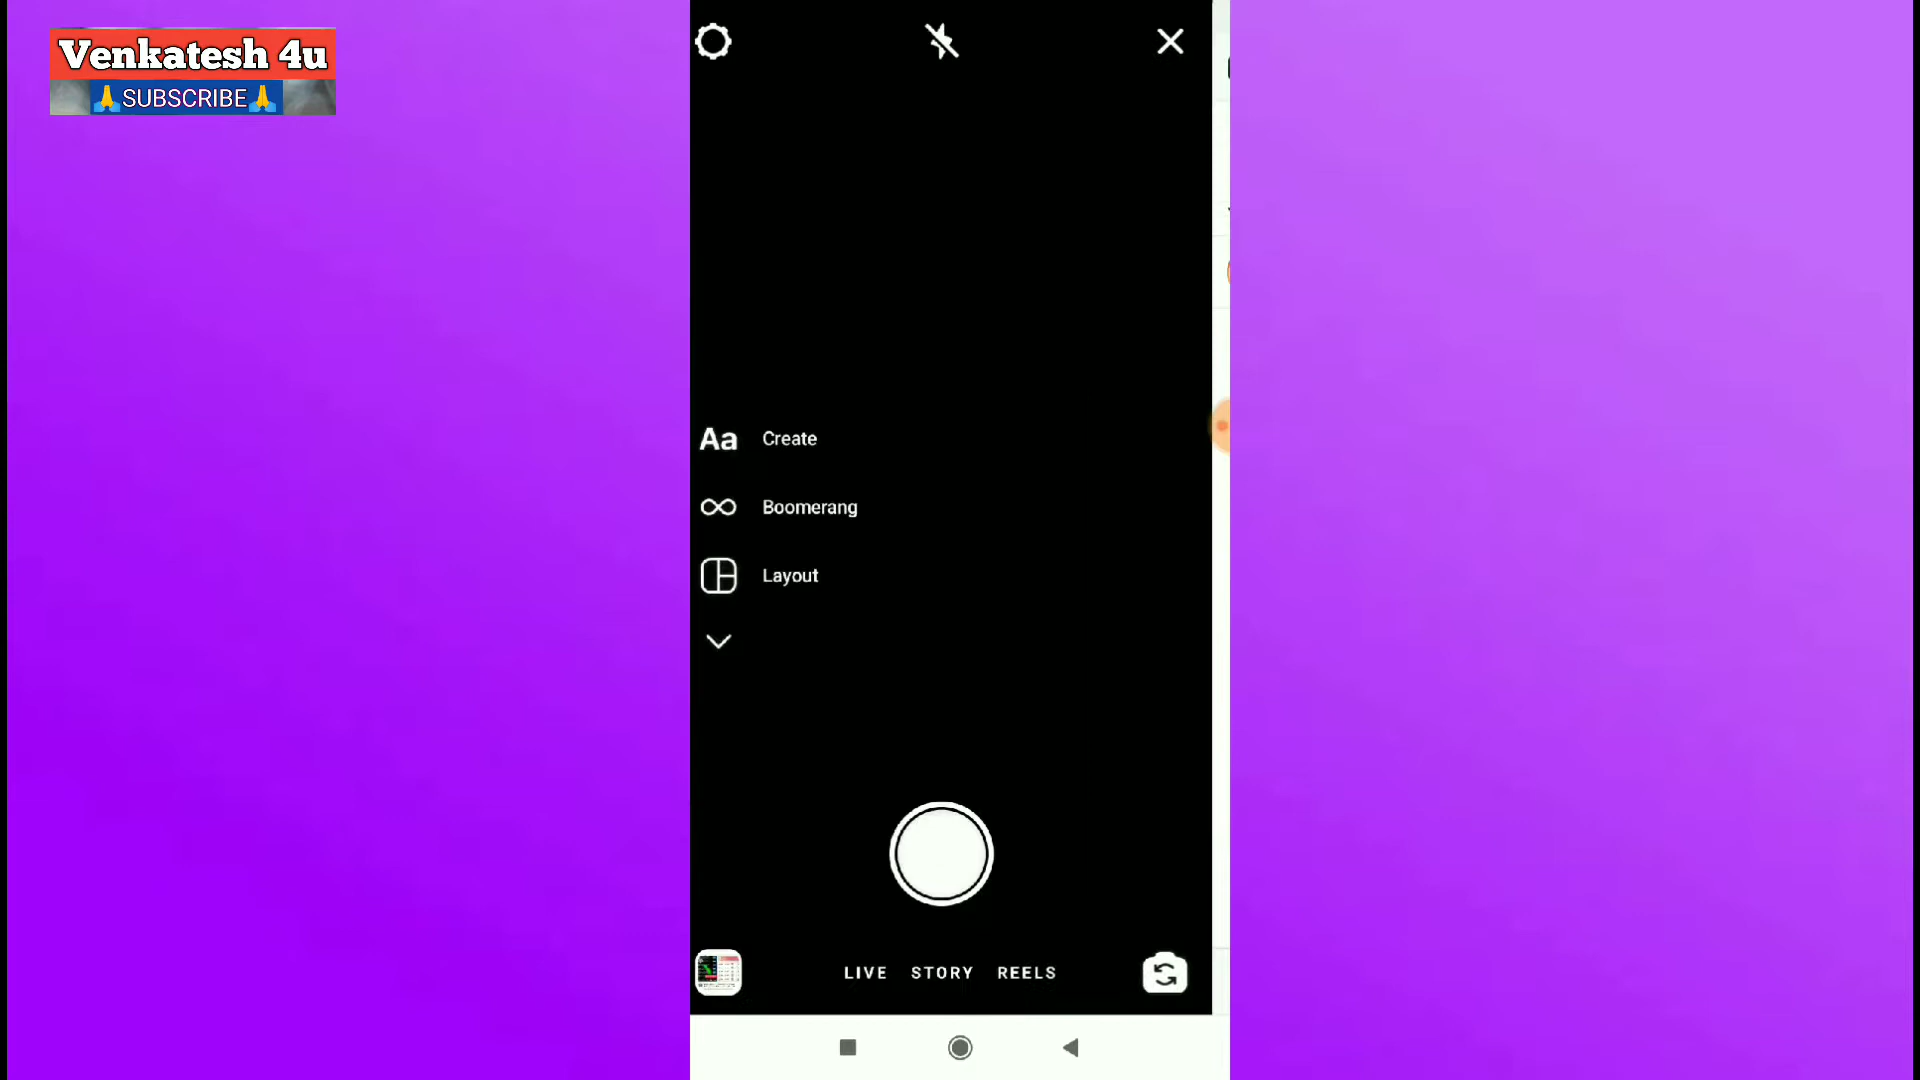 Venkatesh 4u
🙏SUBSCRIBE🙏
Aa Create
Boomerang
Layout
LIVE STORY REELS